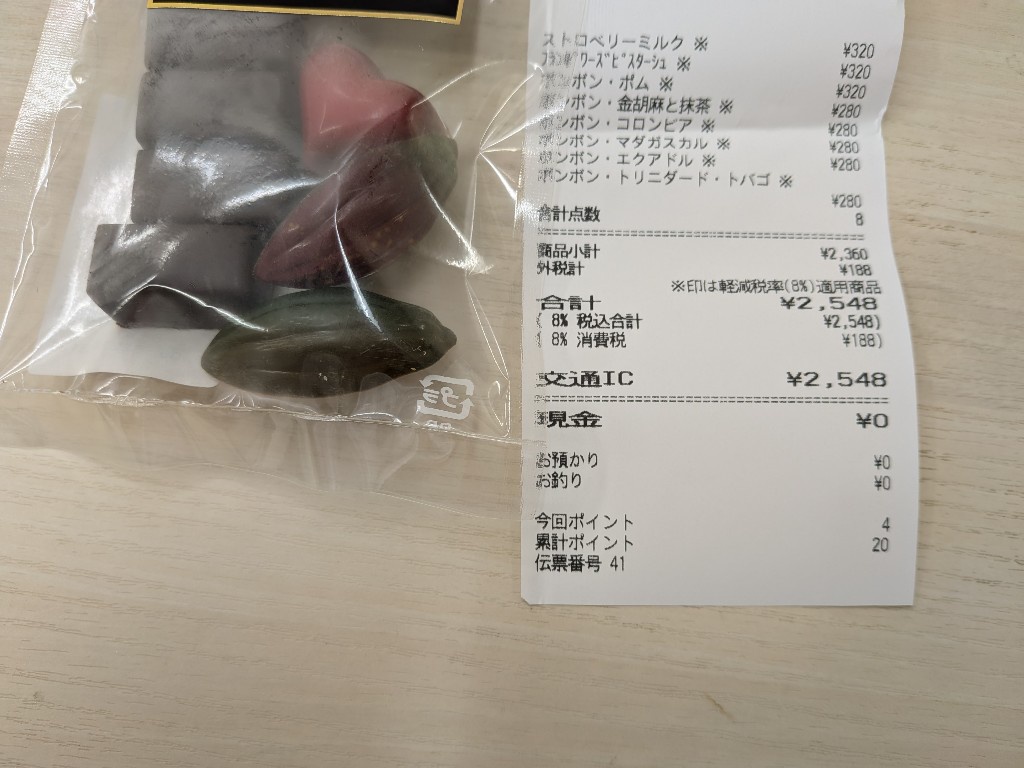 ストロベリーミルク ※
¥320
フランボワーズピスターシュ ※
¥320
ボンボン・ポム ※
¥320
ボンボン・金胡麻と抹茶 ※
¥280
ボンボン・コロンビア ※
¥280
ボンボン・マダガスカル ※
¥280
ボンボン・エクアドル ※
¥280
ボンボン・トリニダード・トバゴ ※
¥280
合計点数 8
商品小計 ¥2,360
外税計 ¥188
※印は軽減税率(8%)適用商品
合計 ¥2,548
( 8% 税込合計 ¥2,548)
( 8% 消費税 ¥188)
交通IC ¥2,548
現金 ¥0
お預かり ¥0
お釣り ¥0
今回ポイント 4
累計ポイント 20
伝票番号 41
プラ